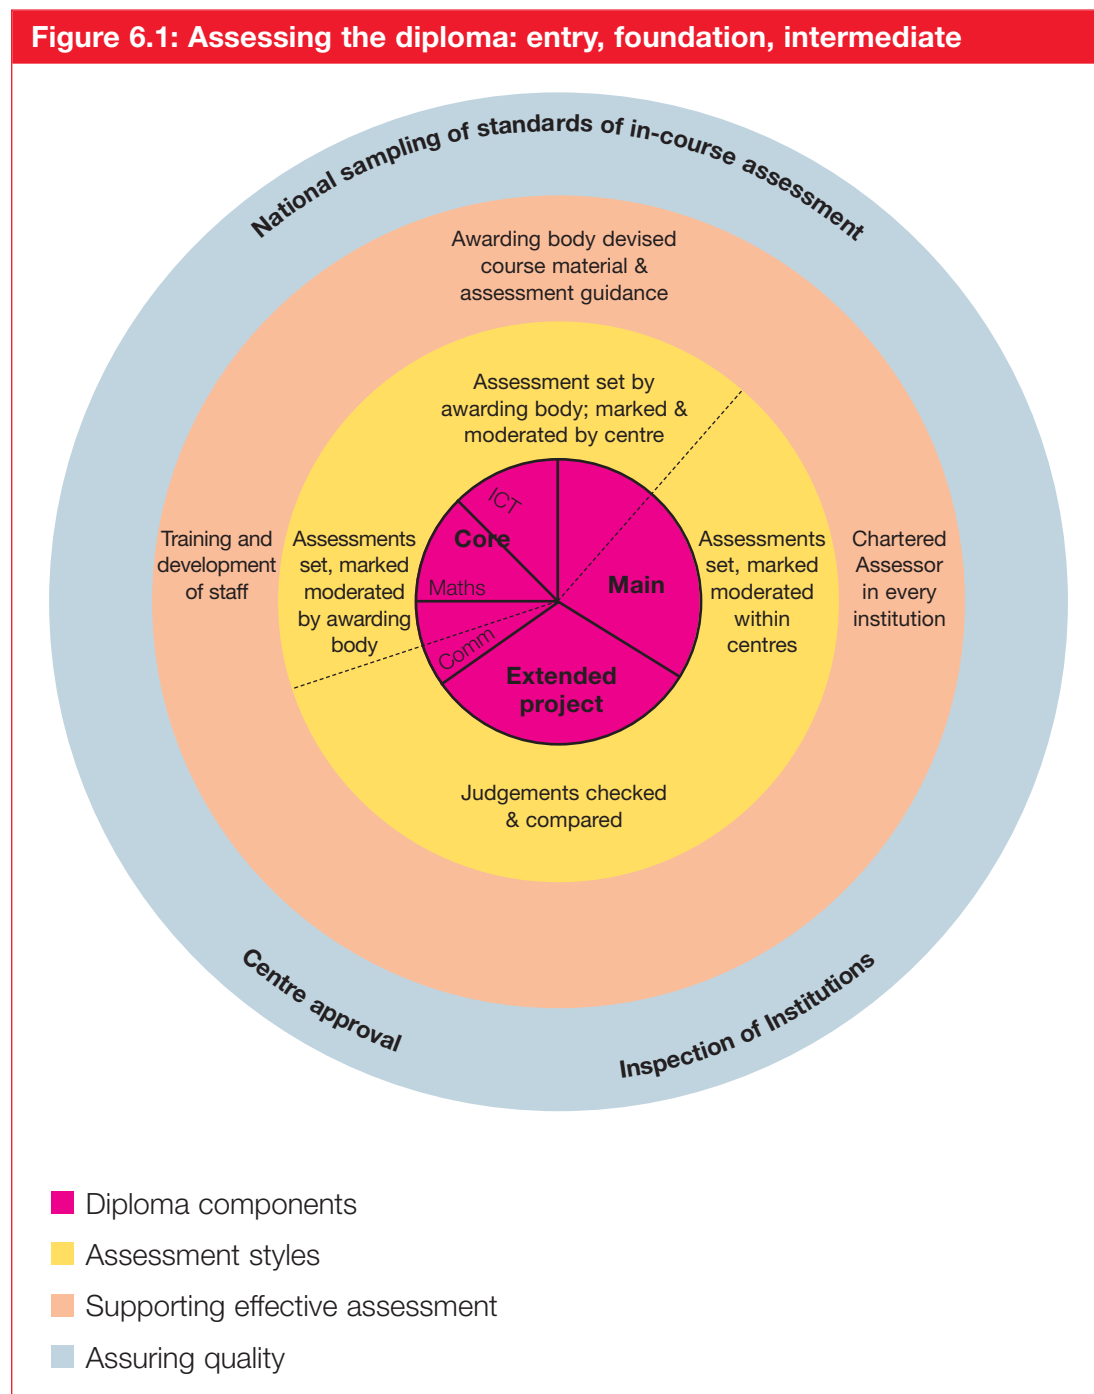 Figure 6.1: Assessing the diploma: entry, foundation, intermediate
National sampling of standards of in-course assessment
Awarding body devised
course material &
assessment guidance
Assessment set by
awarding body; marked &
moderated by centre
ICT
Core
Maths
Comm
Main
Extended
project
Training and
development
of staff
Assessments
set, marked
moderated
by awarding
body
Assessments
set, marked
moderated
within
centres
Chartered
Assessor
in every
institution
Judgements checked
& compared
Centre approval
Inspection of Institutions
Diploma components
Assessment styles
Supporting effective assessment
Assuring quality